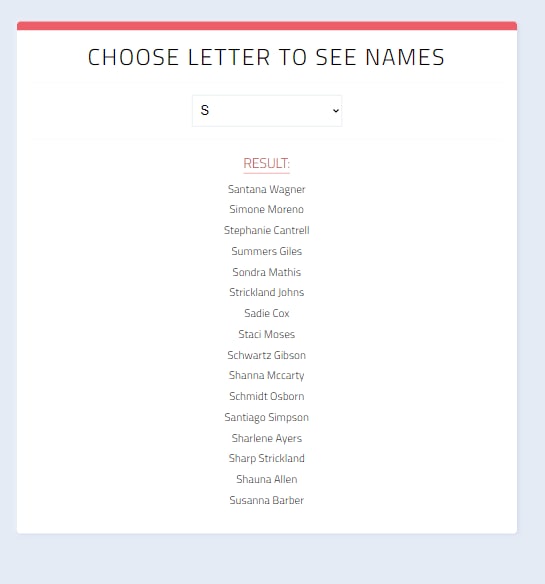 CHOOSE LETTER TO SEE NAMES
S
RESULT:
Santana Wagner
Simone Moreno
Stephanie Cantrell
Summers Giles
Sondra Mathis
Strickland Johns
Sadie Cox
Staci Moses
Schwartz Gibson
Shanna Mccarty
Schmidt Osborn
Santiago Simpson
Sharlene Ayers
Sharp Strickland
Shauna Allen
Susanna Barber